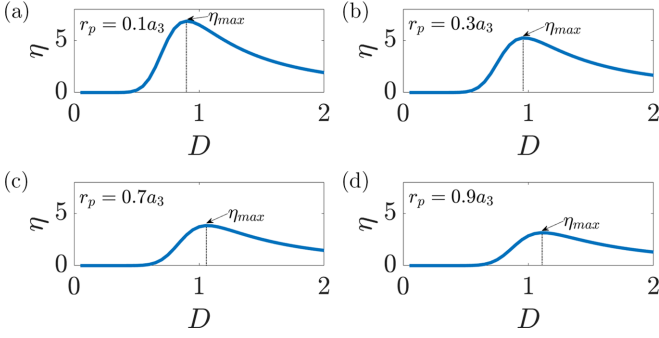 (a)
r_p = 0.1a_3
η_max
η
5
0
0
1
2
D
(b)
r_p = 0.3a_3
η_max
η
5
0
0
1
2
D
(c)
r_p = 0.7a_3
η_max
η
5
0
0
1
2
D
(d)
r_p = 0.9a_3
η_max
η
5
0
0
1
2
D